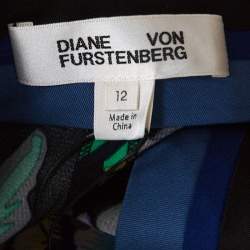 DIANE VON
FURSTENBERG
12
Made in
China